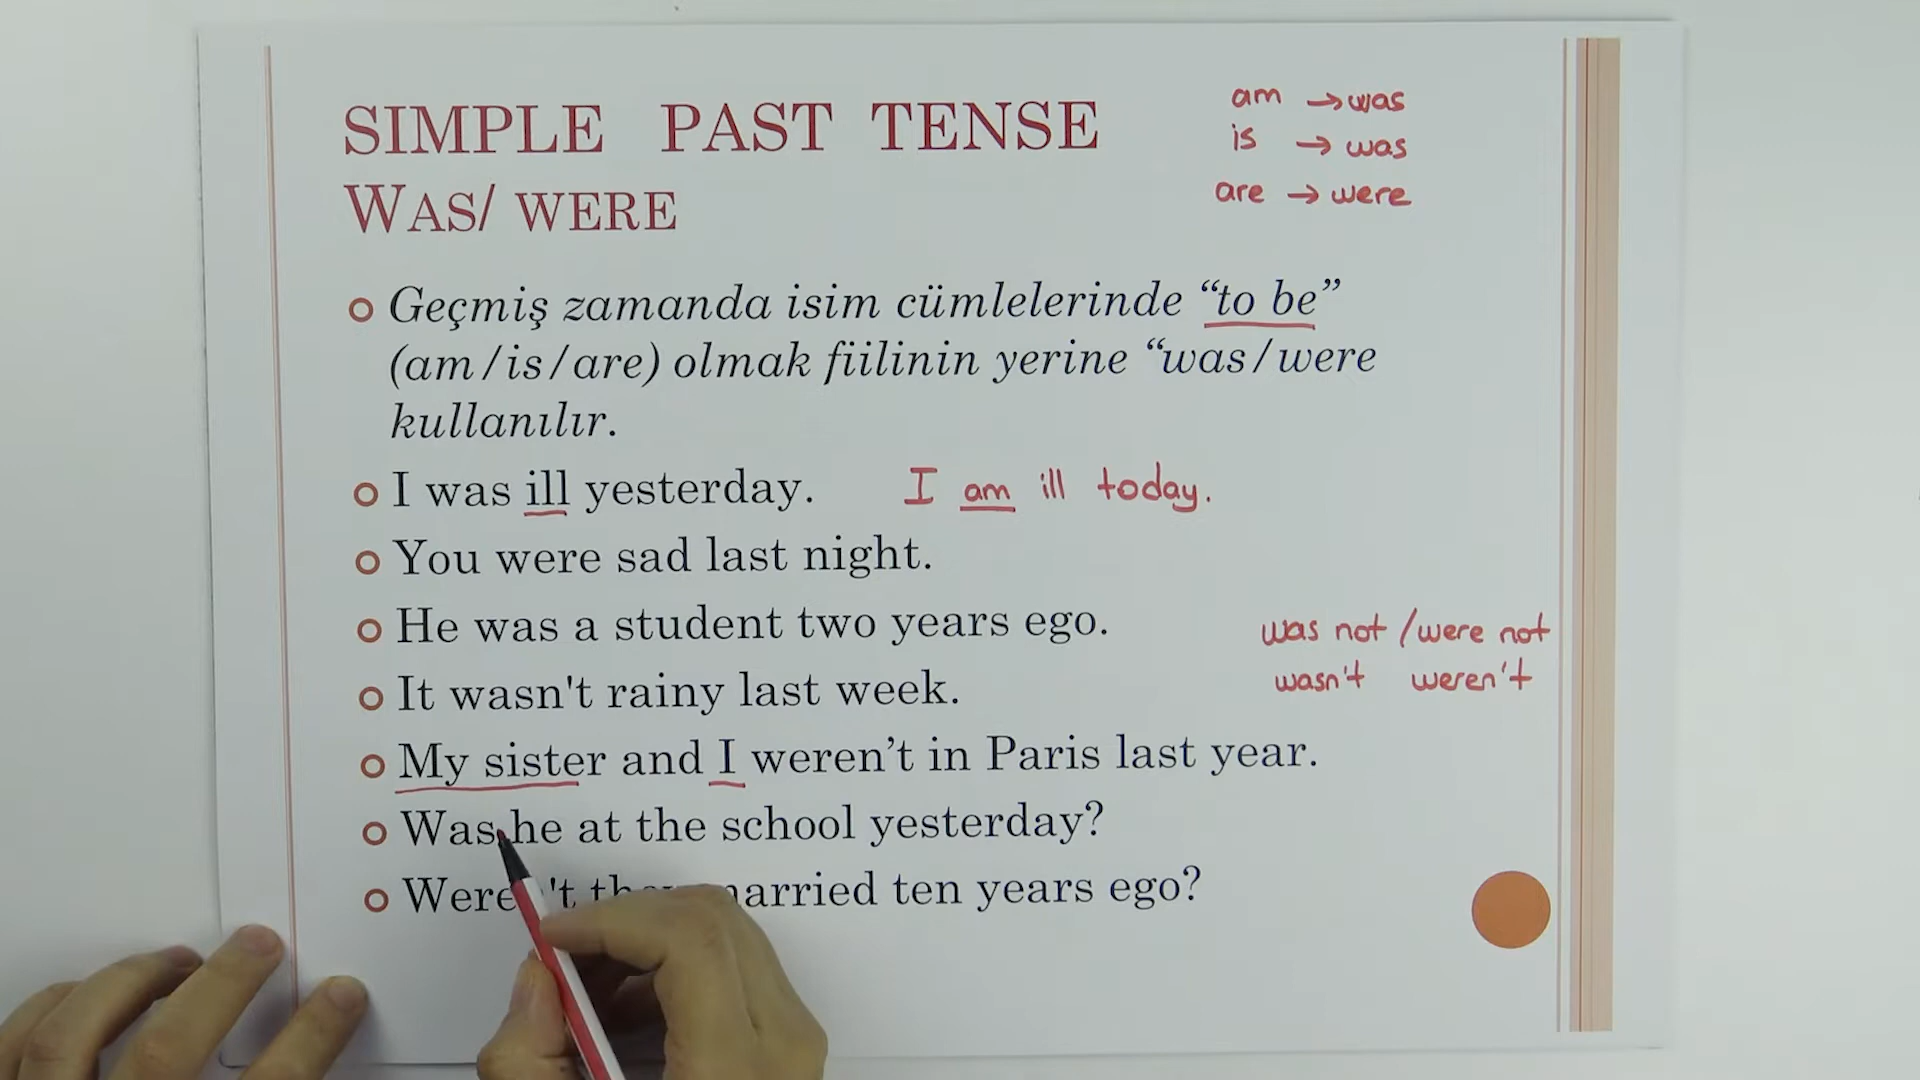 SIMPLE PAST TENSE
WAS/ WERE
am → was
is → was
are → were
Geçmiş zamanda isim cümlelerinde “to be”
(am/is/are) olmak fiilinin yerine “was/were
kullanılır.
I was ill yesterday. I am ill today.
You were sad last night.
He was a student two years ego.
was not / were not
It wasn't rainy last week.
wasn't weren't
My sister and I weren’t in Paris last year.
Was he at the school yesterday?
married ten years ego?